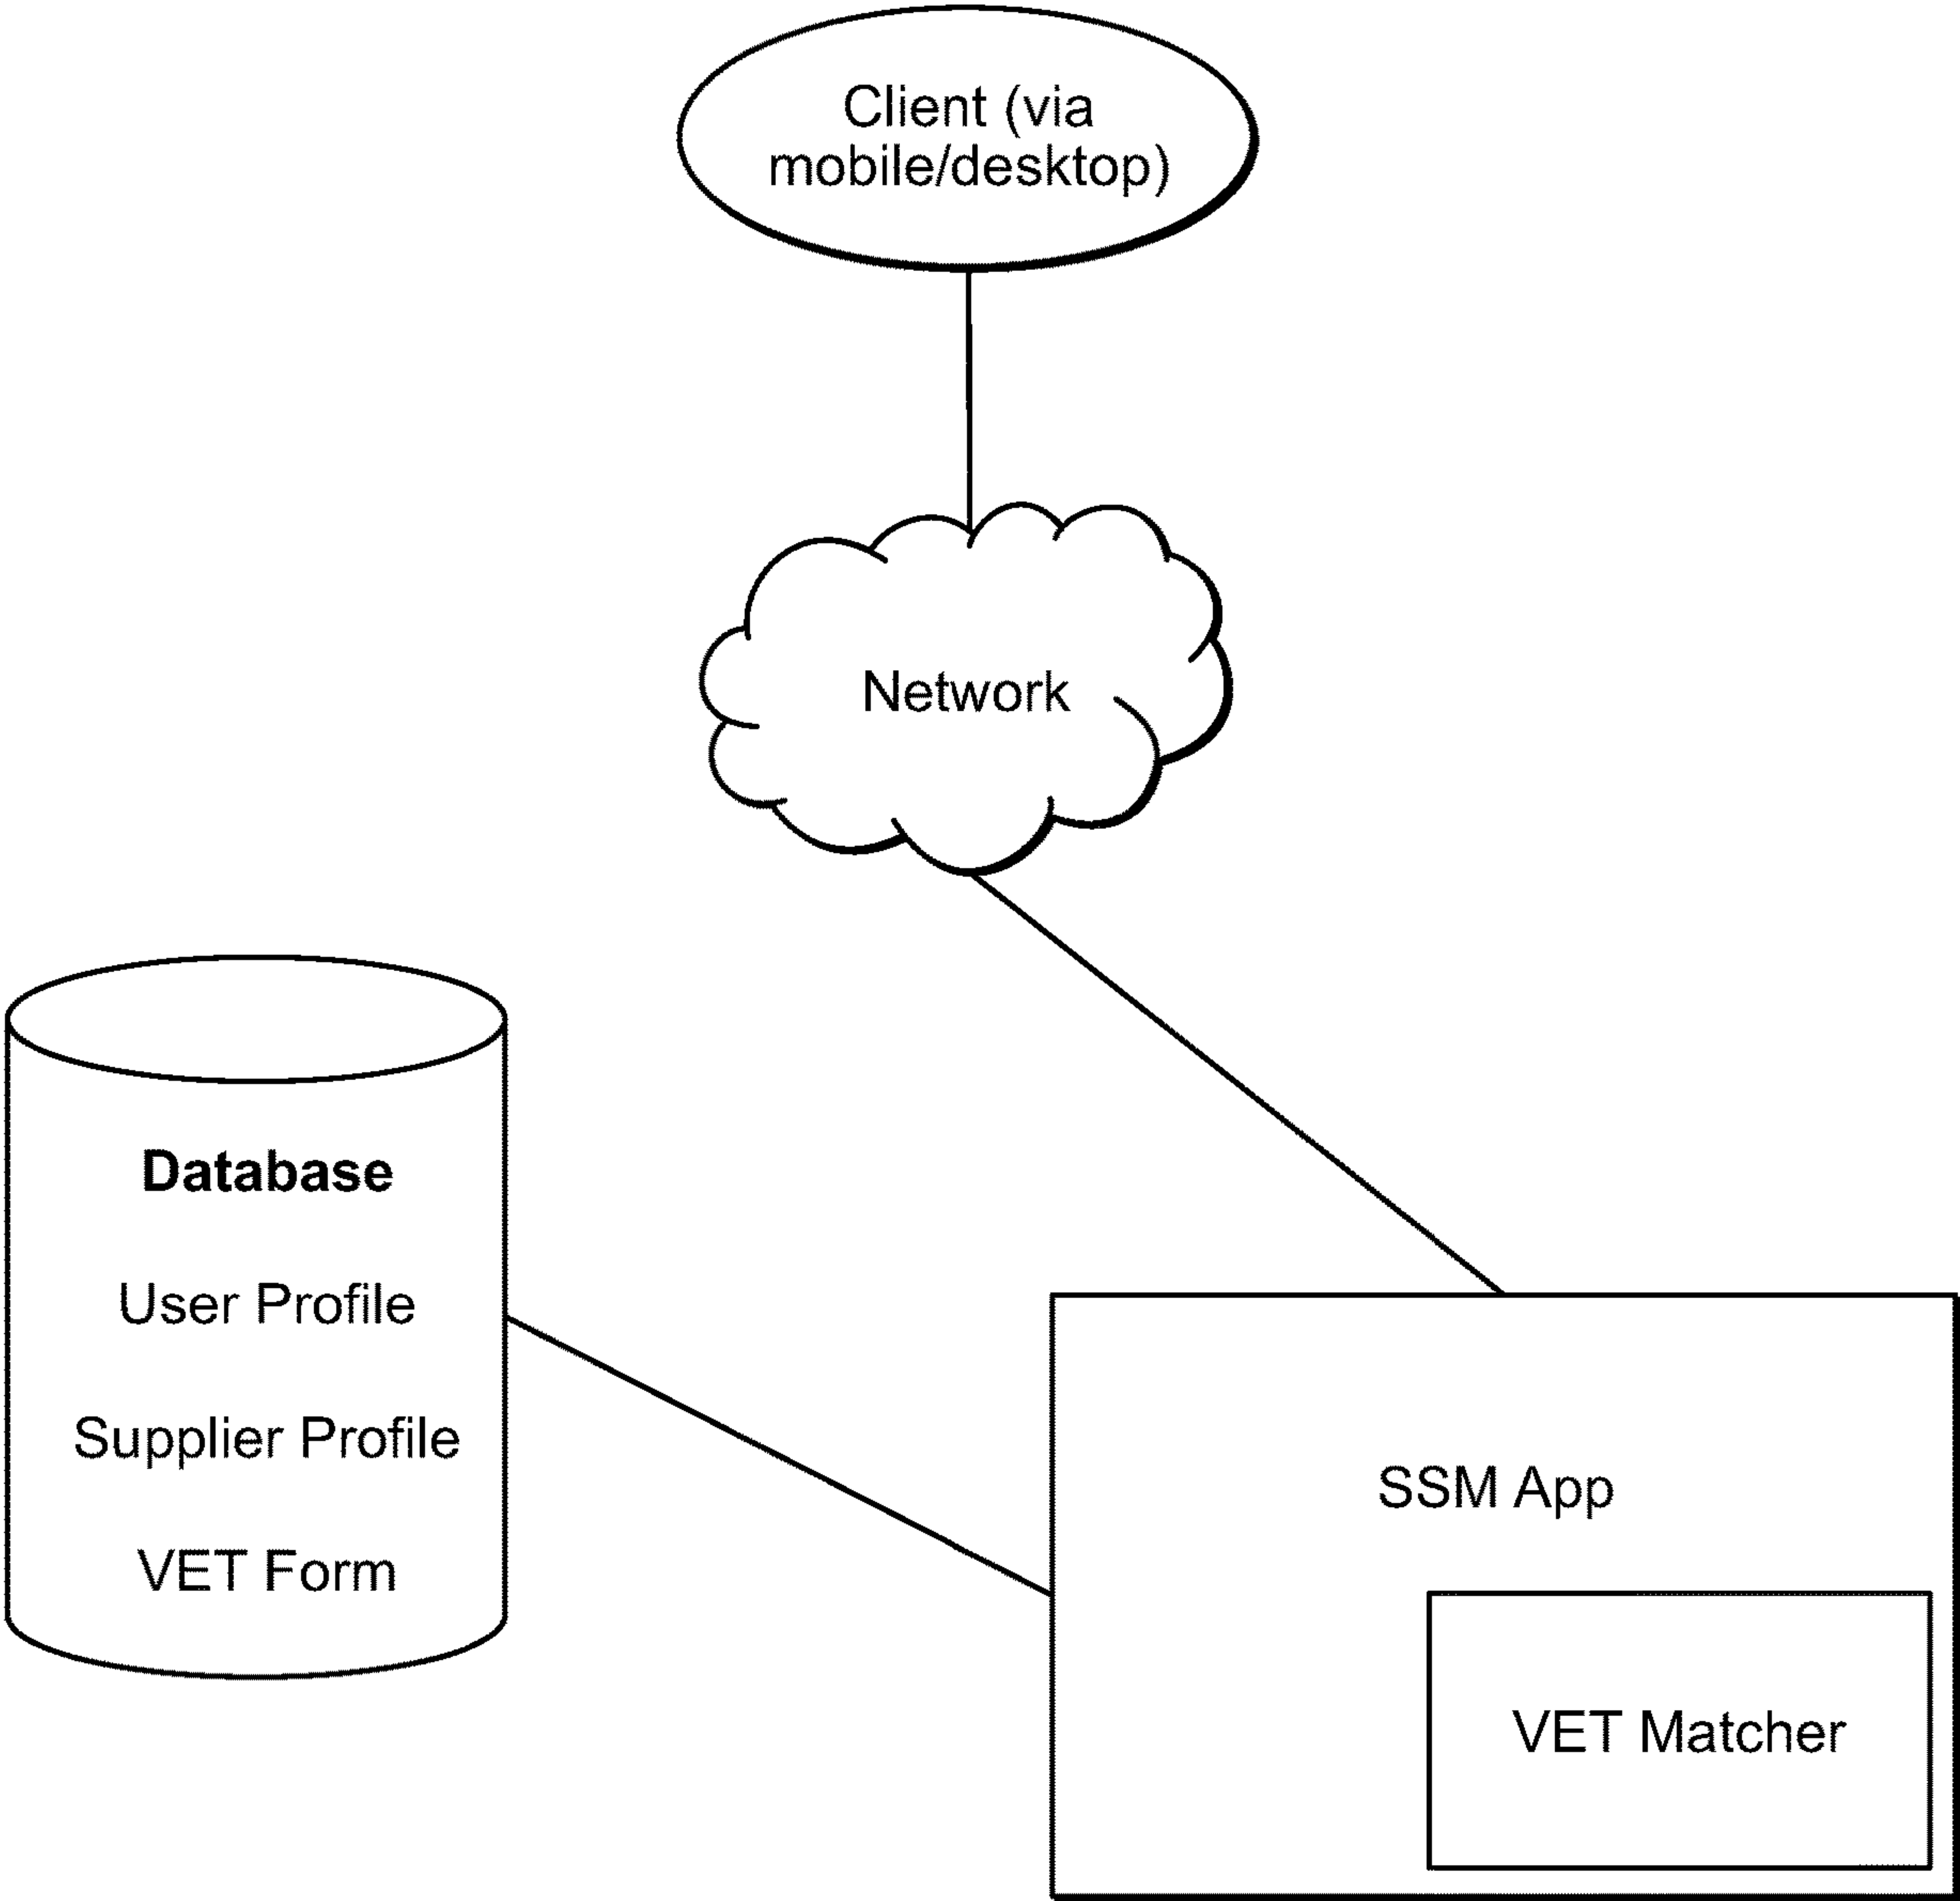 Client (via
mobile/desktop)
Network
Database
User Profile
Supplier Profile
VET Form
SSM App
VET Matcher